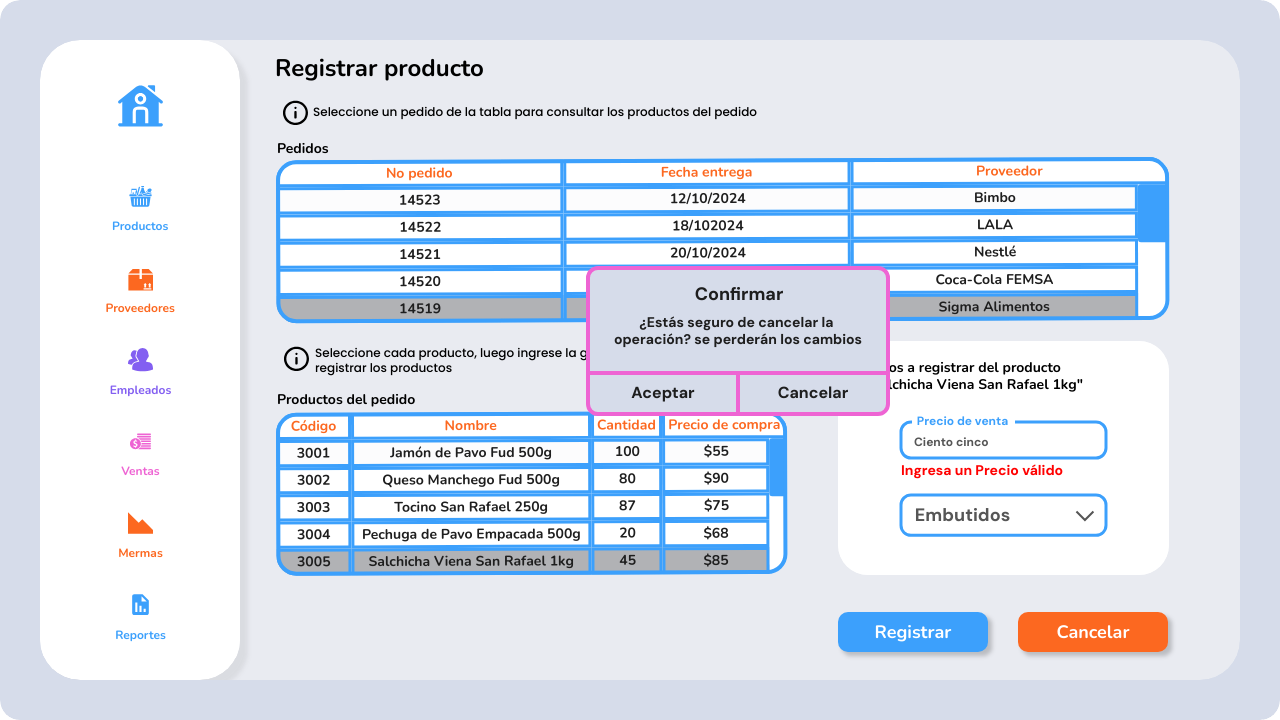 Registrar producto
Seleccione un pedido de la tabla para consultar los productos del pedido
Productos
Proveedores
Empleados
Ventas
Mermas
Reportes
Pedidos
No pedido Fecha entrega Proveedor
14523 12/10/2024 Bimbo
14522 18/102024 LALA
14521 20/10/2024 Nestlé
14520 Coca-Cola FEMSA
14519 Sigma Alimentos
Confirmar
¿Estás seguro de cancelar la
operación? se perderán los cambios
Aceptar Cancelar
Seleccione cada producto, luego ingrese la
registrar los productos
Productos del pedido
Código Nombre Cantidad Precio de compra
3001 Jamón de Pavo Fud 500g 100 $55
3002 Queso Manchego Fud 500g 80 $90
3003 Tocino San Rafael 250g 87 $75
3004 Pechuga de Pavo Empacada 500g 20 $68
3005 Salchicha Viena San Rafael 1kg 45 $85
a registrar del producto
Viena San Rafael 1kg"
Precio de venta
Ciento cinco
Ingresa un Precio válido
Embutidos
Registrar
Cancelar